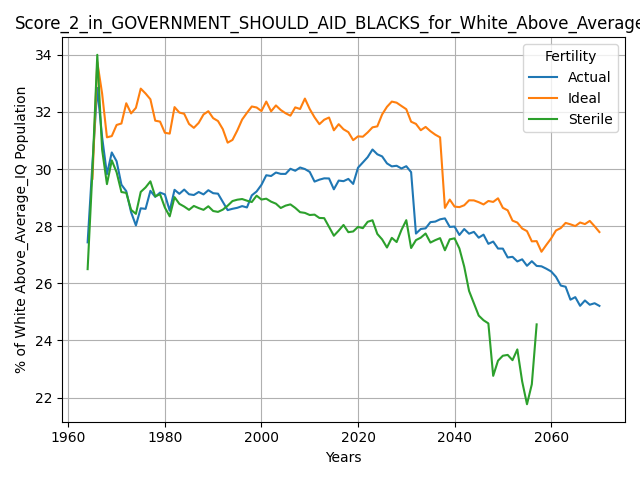 Score_2_in_GOVERNMENT_SHOULD_AID_BLACKS_for_White_Above_Average
Fertility
Actual
Ideal
Sterile
% of White Above_Average_IQ Population
34
32
30
28
26
24
22
1960
1980
2000
2020
2040
2060
Years